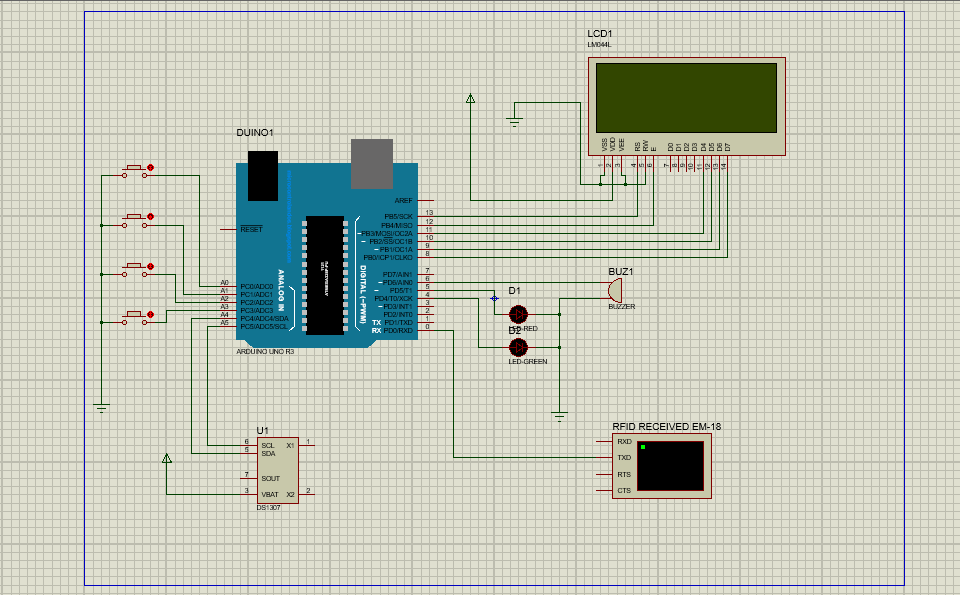 LCD1
LM044L
VSS VDD VEE RS RW E D0 D1 D2 D3 D4 D5 D6 D7
1 2 3 4 5 6 7 8 9 10 11 12 13 14
DUINO1
AREF
RESET
PB5/SCK 13
PB4/MISO 12
~PB3/MOSI/OC2A 11
~PB2/SS/OC1B 10
~PB1/OC1A 9
PB0/ICP1/CLKO 8
PD7/AIN1 7
~PD6/AIN0 6
~PD5/T1 5
PD4/T0/XCK 4
~PD3/INT1 3
PD2/INT0 2
TX PD1/TXD 1
RX PD0/RXD 0
DIGITAL (~PWM)
ANALOG IN
A0 PC0/ADC0
A1 PC1/ADC1
A2 PC2/ADC2
A3 PC3/ADC3
A4 PC4/ADC4/SDA
A5 PC5/ADC5/SCL
ARDUINO UNO R3
BUZ1
BUZZER
D1
LED-RED
D2
LED-GREEN
RFID RECEIVED EM-18
RXD
TXD
RTS
CTS
U1
6 SCL X1 1
5 SDA
7 SOUT
3 VBAT X2 2
DS1307